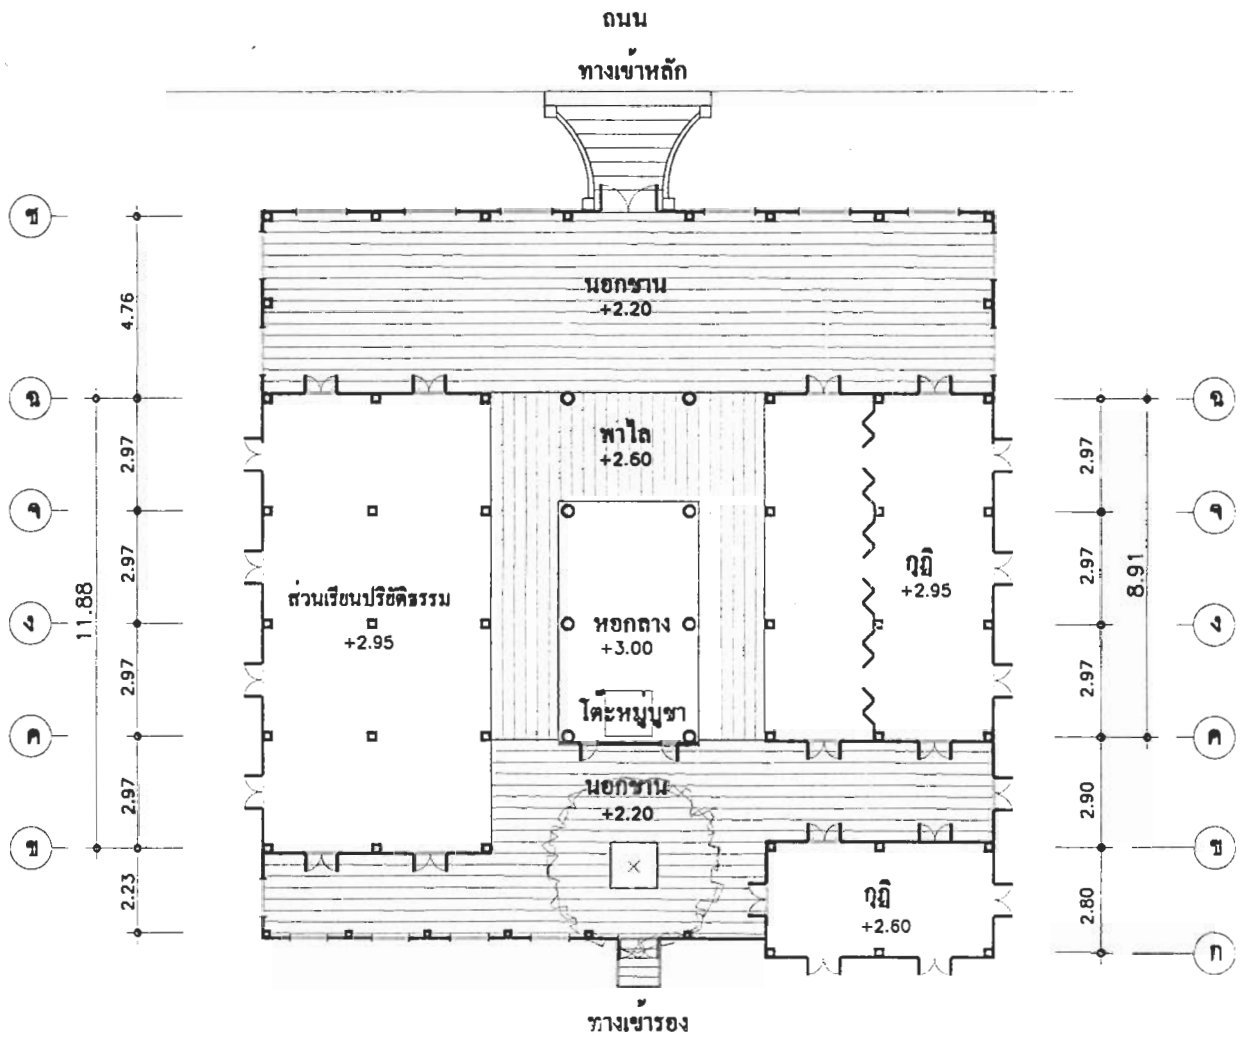 ถนน
ทางเข้าหลัก
ช
4.76
นอกชาน
+2.20
ฉ
ฉ
พาไล
+2.60
2.97
2.97
จ
จ
2.97
2.97
8.91
กุฏิ
+2.95
11.88
ส่วนเรียนปริยัติธรรม
+2.95
หอกลาง
+3.00
ง
ง
2.97
2.97
โต๊ะหมู่บูชา
ค
ค
2.97
2.90
นอกชาน
+2.20
ข
ข
2.23
2.80
กุฏิ
+2.60
ก
ทางเข้ารอง